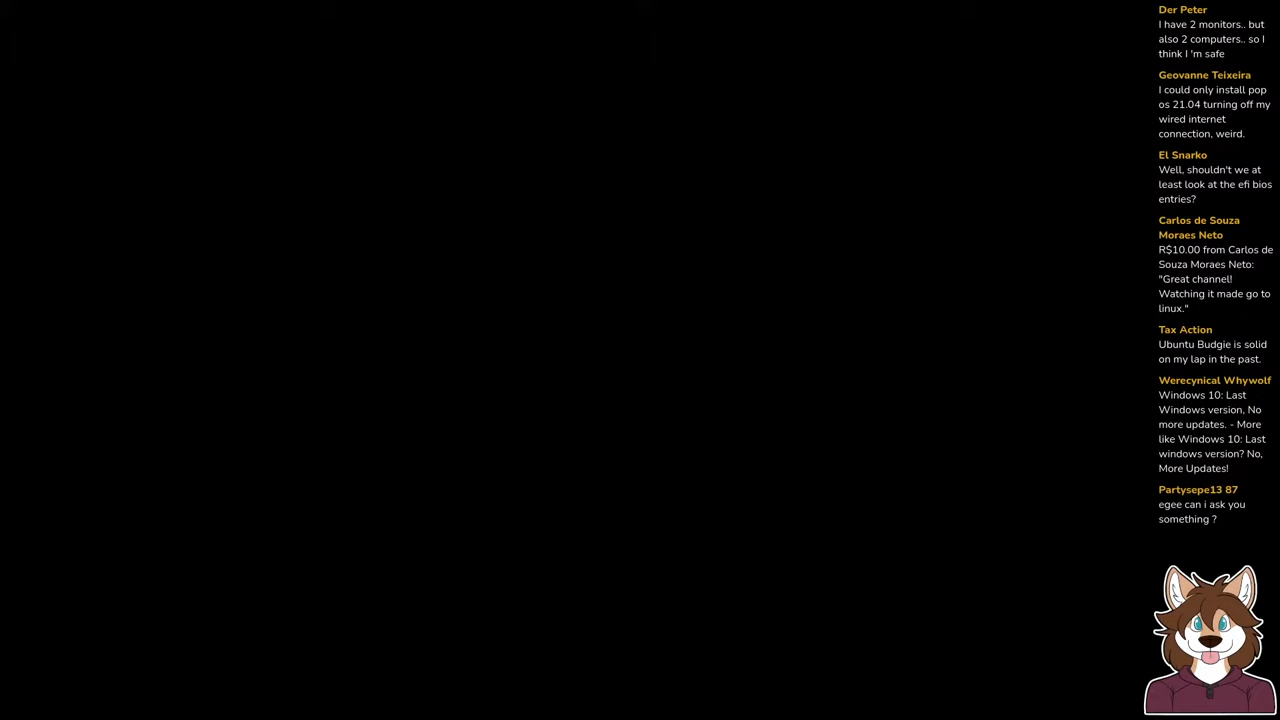 Der Peter
I have 2 monitors.. but
also 2 computers.. so I
think I 'm safe
Geovanne Teixeira
I could only install pop
os 21.04 turning off my
wired internet
connection, weird.
El Snarko
Well, shouldn't we at
least look at the efi bios
entries?
Carlos de Souza
Moraes Neto
R$10.00 from Carlos de
Souza Moraes Neto:
"Great channel!
Watching it made go to
linux."
Tax Action
Ubuntu Budgie is solid
on my lap in the past.
Werecynical Whywolf
Windows 10: Last
Windows version, No
more updates. - More
like Windows 10: Last
windows version? No,
More Updates!
Partysepe13 87
egee can i ask you
something ?